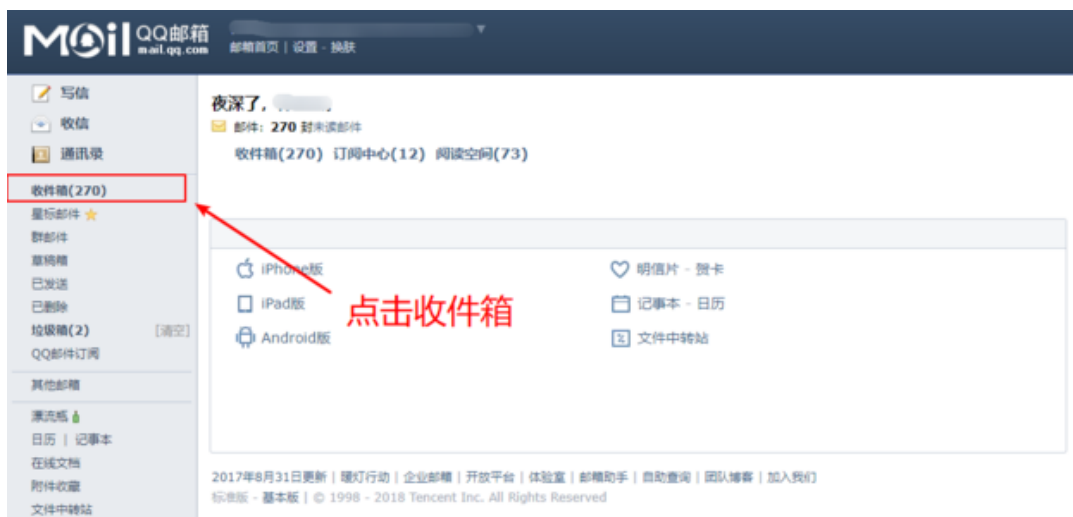 MOil QQ邮箱
mail.qq.com
邮箱首页 | 设置 - 换肤
写信
收信
通讯录
收件箱(270)
星标邮件
群邮件
草稿箱
已发送
已删除
垃圾箱(2) [清空]
QQ邮件订阅
其他邮箱
漂流瓶
日历 | 记事本
在线文档
附件收藏
文件中转站
夜深了,
邮件: 270 封未读邮件
收件箱(270) 订阅中心(12) 阅读空间(73)
iPhone版
iPad版
Android版
明信片 - 贺卡
记事本 - 日历
文件中转站
点击收件箱
2017年8月31日更新 | 暖灯行动 | 企业邮箱 | 开放平台 | 体验室 | 邮箱助手 | 自助查询 | 团队博客 | 加入我们
标准版 - 基本版 | © 1998 - 2018 Tencent Inc. All Rights Reserved